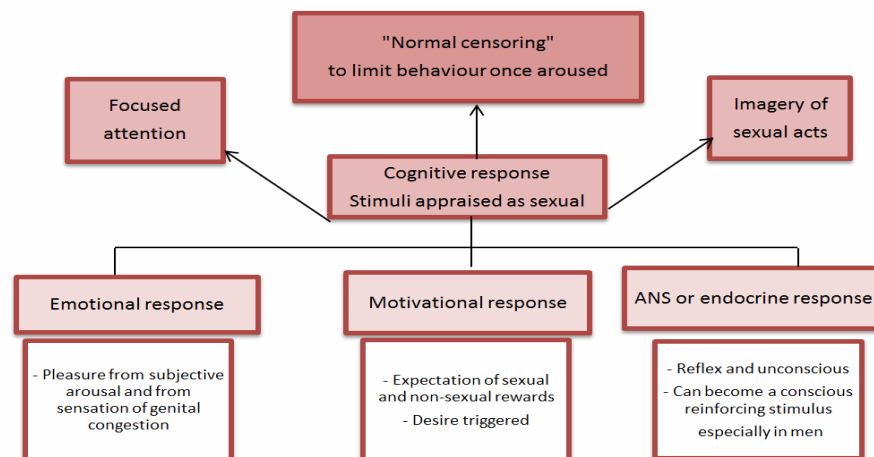 "Normal censoring"
to limit behaviour once aroused
Focused
attention
Imagery of
sexual acts
Cognitive response
Stimuli appraised as sexual
Emotional response
Motivational response
ANS or endocrine response
- Pleasure from subjective
arousal and from
sensation of genital
congestion
- Expectation of sexual
and non-sexual rewards
- Desire triggered
- Reflex and unconscious
- Can become a conscious
reinforcing stimulus
especially in men